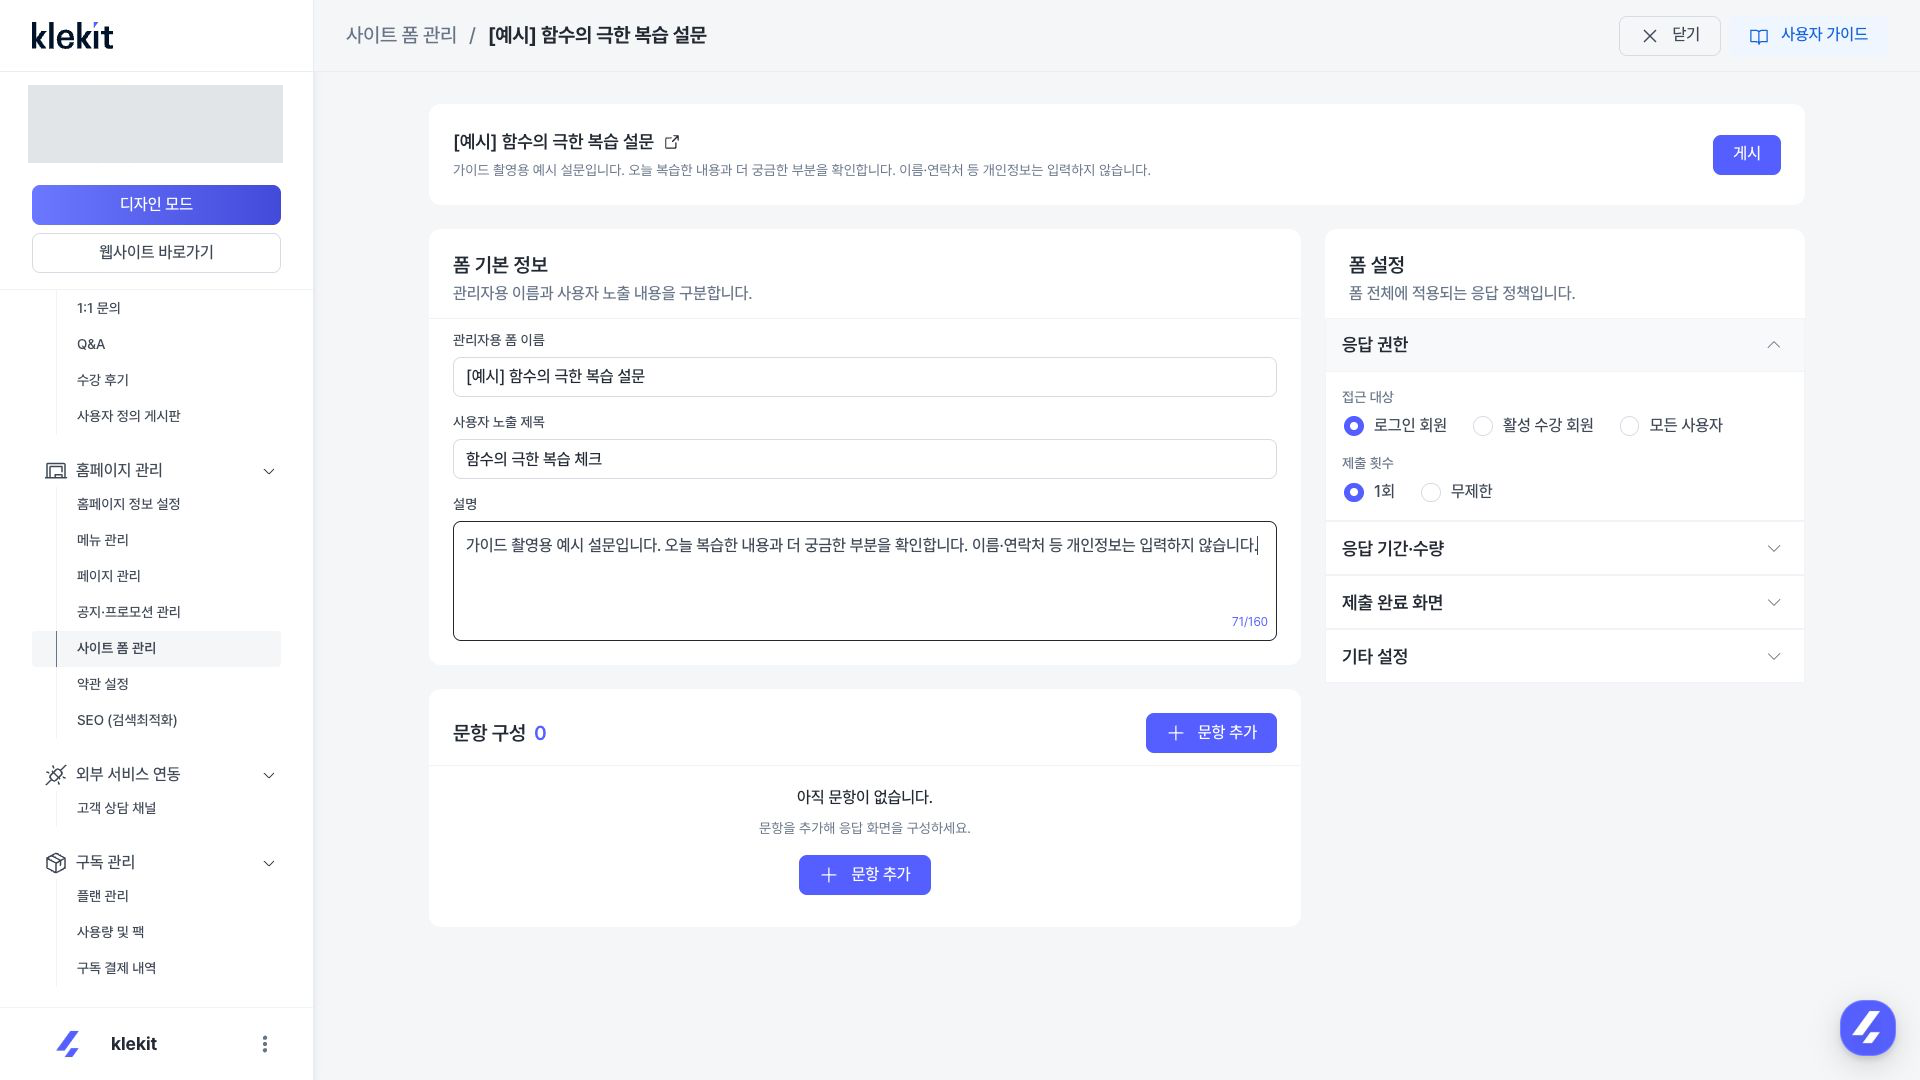 klekit
사이트 폼 관리 / [예시] 함수의 극한 복습 설문
닫기
사용자 가이드
디자인 모드
웹사이트 바로가기
1:1 문의
Q&A
수강 후기
사용자 정의 게시판
홈페이지 관리
홈페이지 정보 설정
메뉴 관리
페이지 관리
공지·프로모션 관리
사이트 폼 관리
약관 설정
SEO (검색최적화)
외부 서비스 연동
고객 상담 채널
구독 관리
플랜 관리
사용량 및 팩
구독 결제 내역
klekit
[예시] 함수의 극한 복습 설문
가이드 촬영용 예시 설문입니다. 오늘 복습한 내용과 더 궁금한 부분을 확인합니다. 이름·연락처 등 개인정보는 입력하지 않습니다.
게시
폼 기본 정보
관리자용 이름과 사용자 노출 내용을 구분합니다.
관리자용 폼 이름
[예시] 함수의 극한 복습 설문
사용자 노출 제목
함수의 극한 복습 체크
설명
가이드 촬영용 예시 설문입니다. 오늘 복습한 내용과 더 궁금한 부분을 확인합니다. 이름·연락처 등 개인정보는 입력하지 않습니다.
71/160
문항 구성 0
문항 추가
아직 문항이 없습니다.
문항을 추가해 응답 화면을 구성하세요.
문항 추가
폼 설정
폼 전체에 적용되는 응답 정책입니다.
응답 권한
접근 대상
로그인 회원 활성 수강 회원 모든 사용자
제출 횟수
1회 무제한
응답 기간·수량
제출 완료 화면
기타 설정